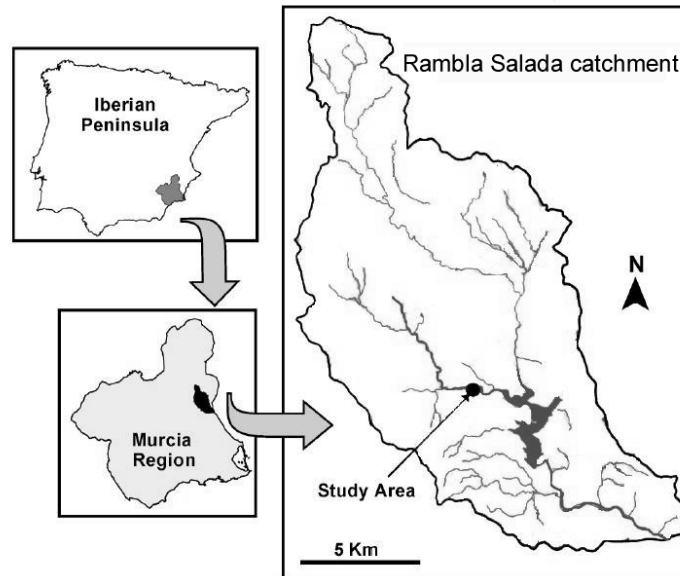 Iberian
Peninsula
Murcia
Region
Rambla Salada catchment
N
Study Area
5 Km